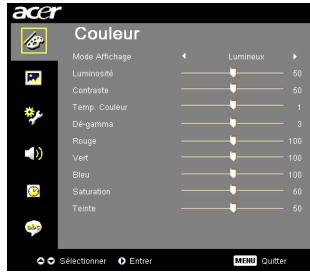 acer
Couleur
Mode Affichage Lumineux
Luminosité 50
Contraste 50
Temp. Couleur 1
Dé-gamma 3
Rouge 100
Vert 100
Bleu 100
Saturation 50
Teinte 50
abc
Sélectionner Entrer MENU Quitter